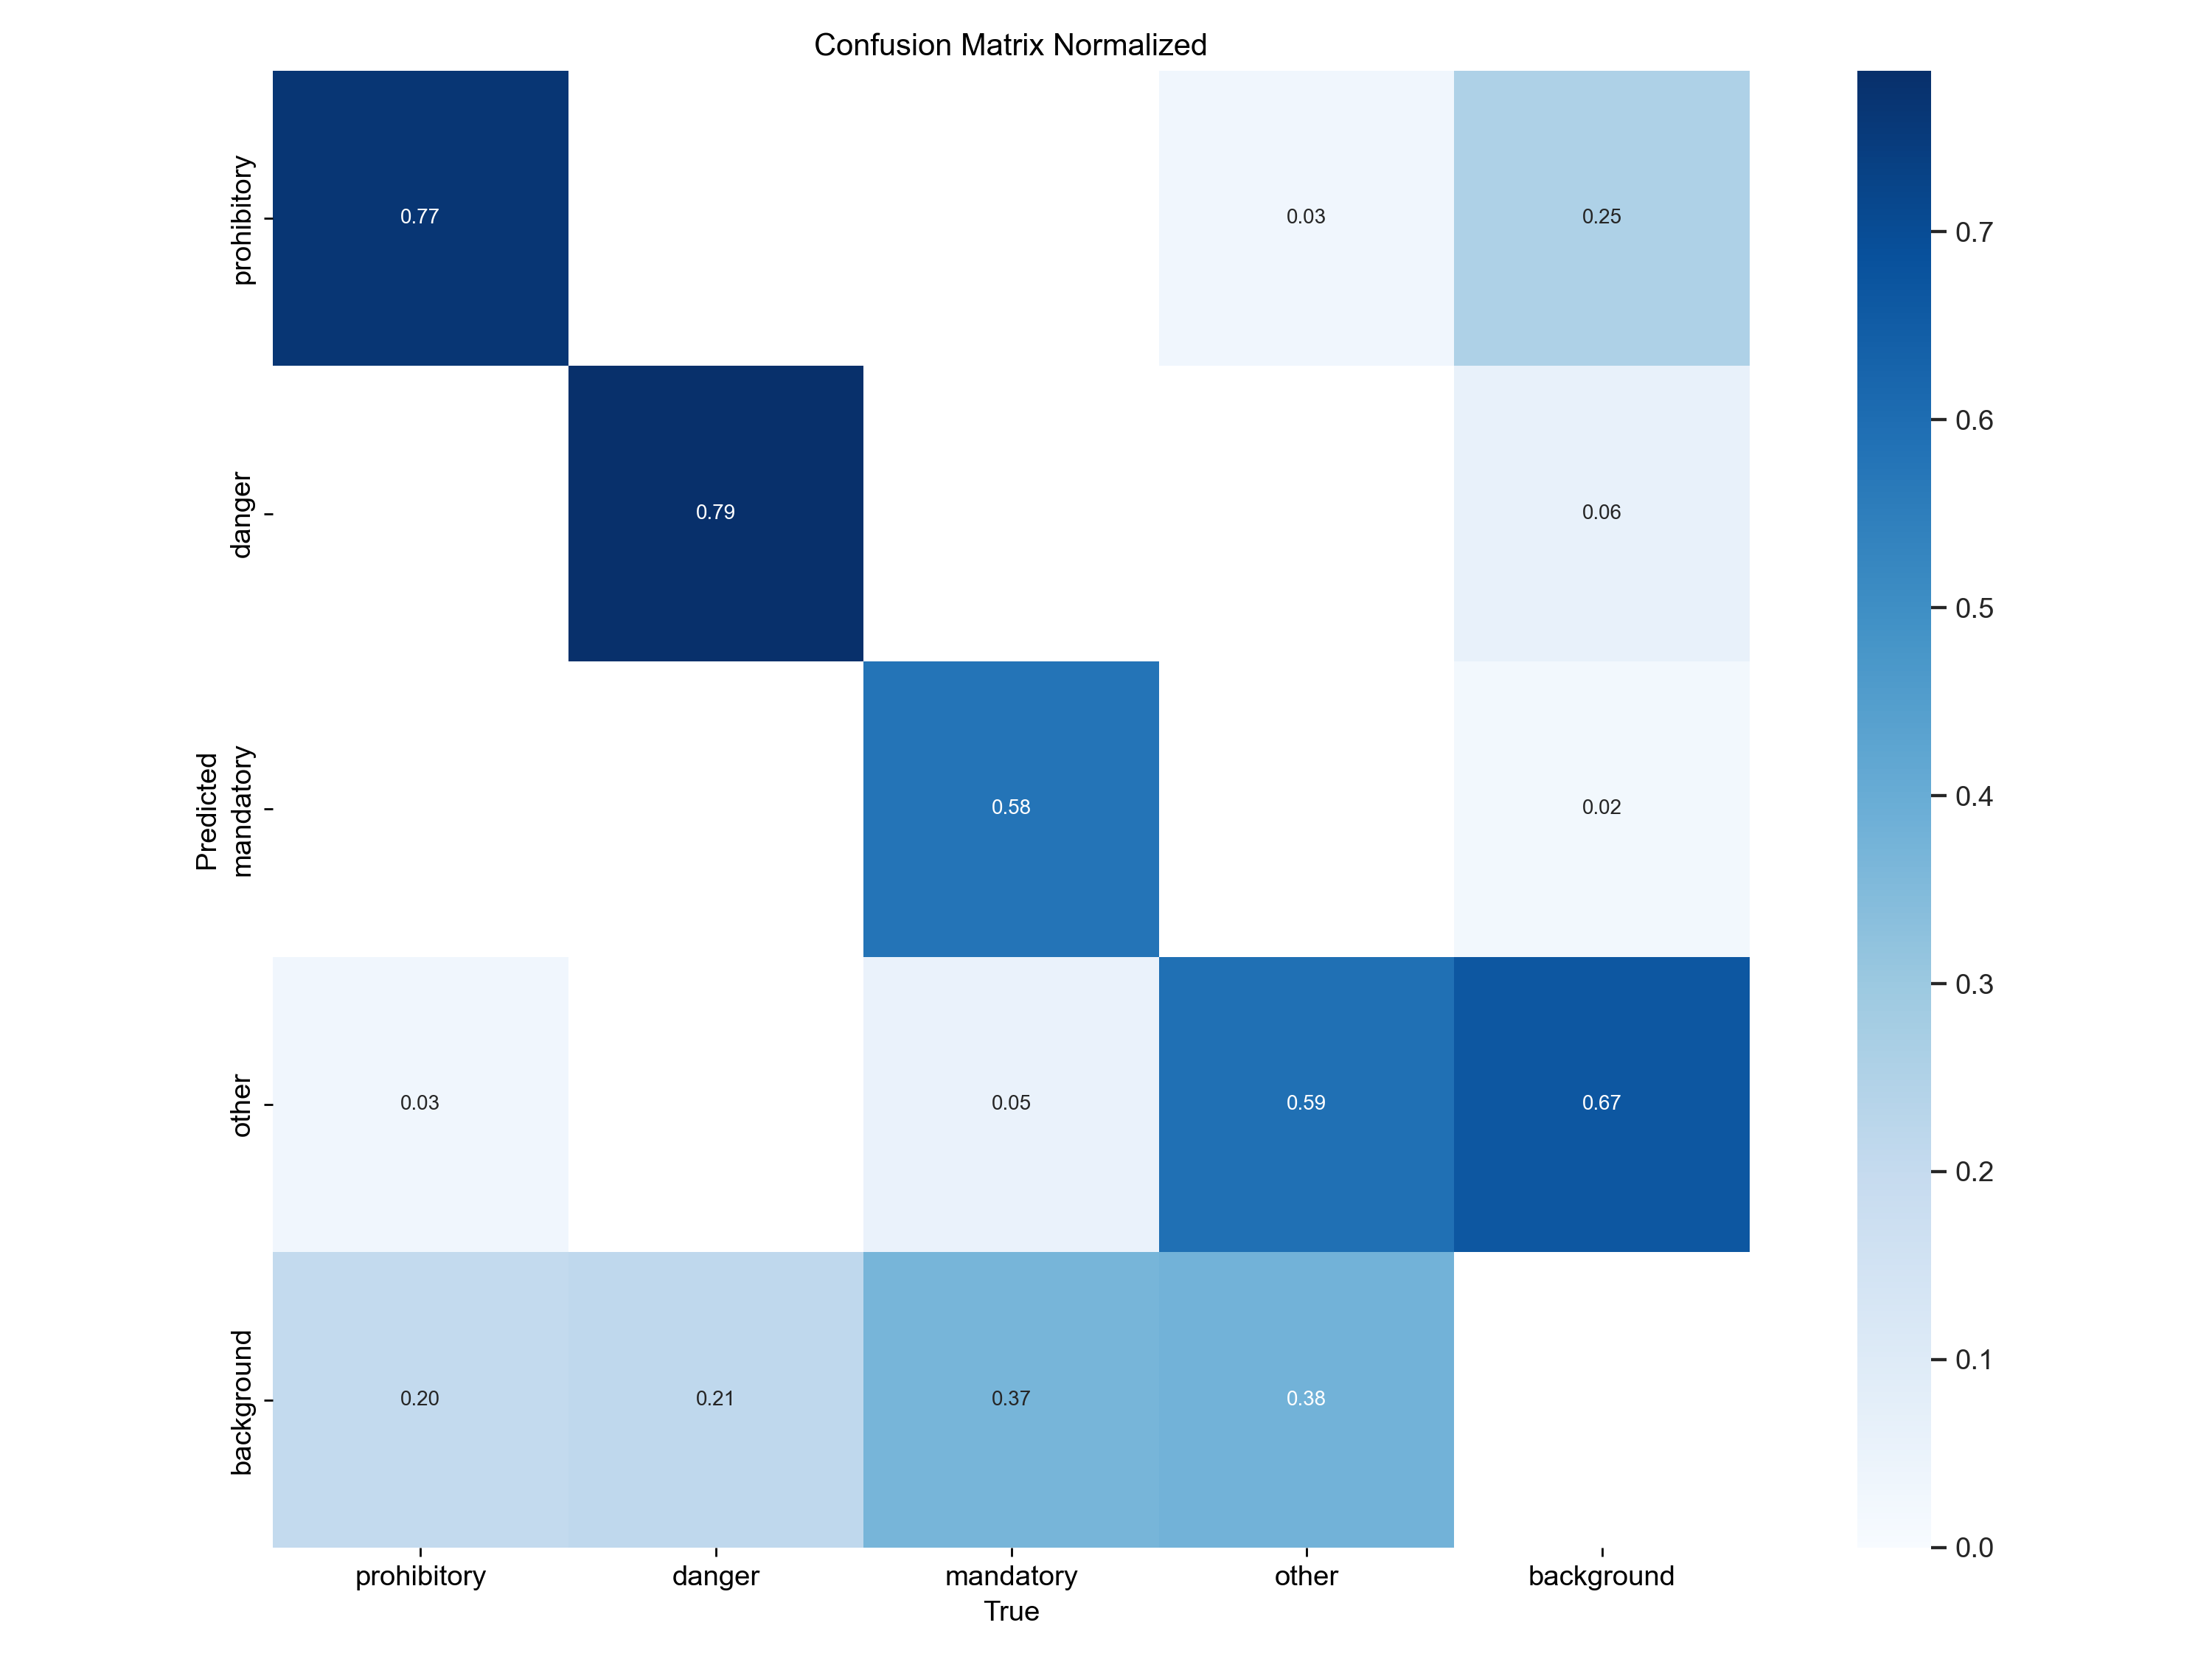 Confusion Matrix Normalized
prohibitory
0.77
0.03
0.25
0.7
0.6
danger
0.79
0.06
0.5
Predicted
mandatory
0.58
0.02
0.4
0.3
other
0.03
0.05
0.59
0.67
0.2
0.1
background
0.20
0.21
0.37
0.38
0.0
prohibitory
danger
mandatory
other
background
True